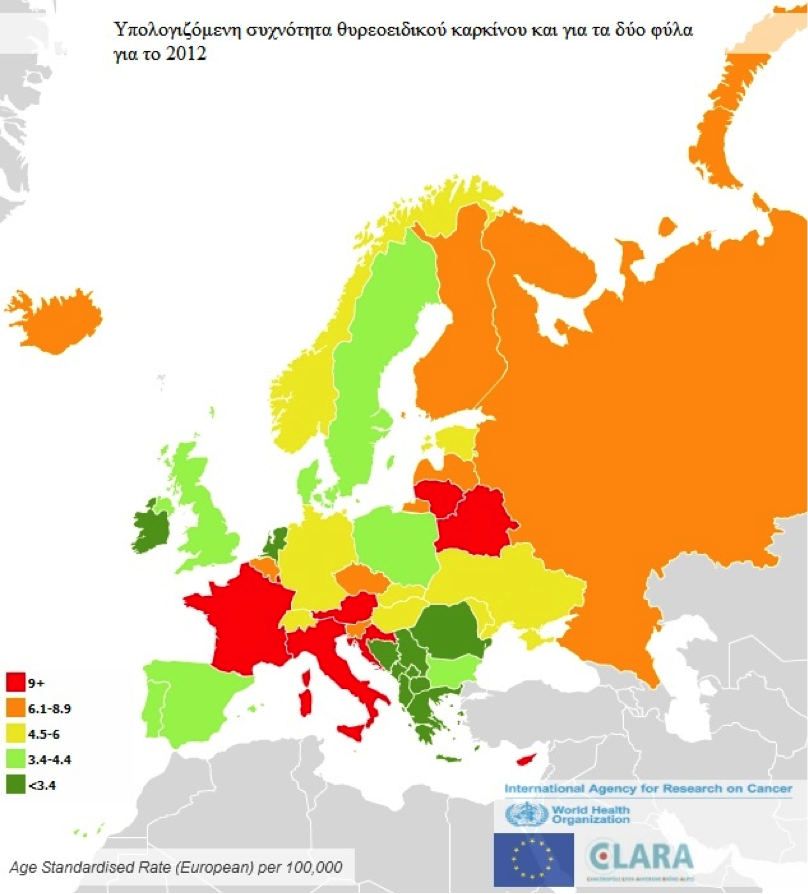 Υπολογιζόμενη συχνότητα θυρεοειδικού καρκίνου και για τα δύο φύλα
για το 2012
9+
6.1-8.9
4.5-6
3.4-4.4
<3.4
International Agency for Research on Cancer
World Health
Organization
CLARA
Age Standardised Rate (European) per 100,000